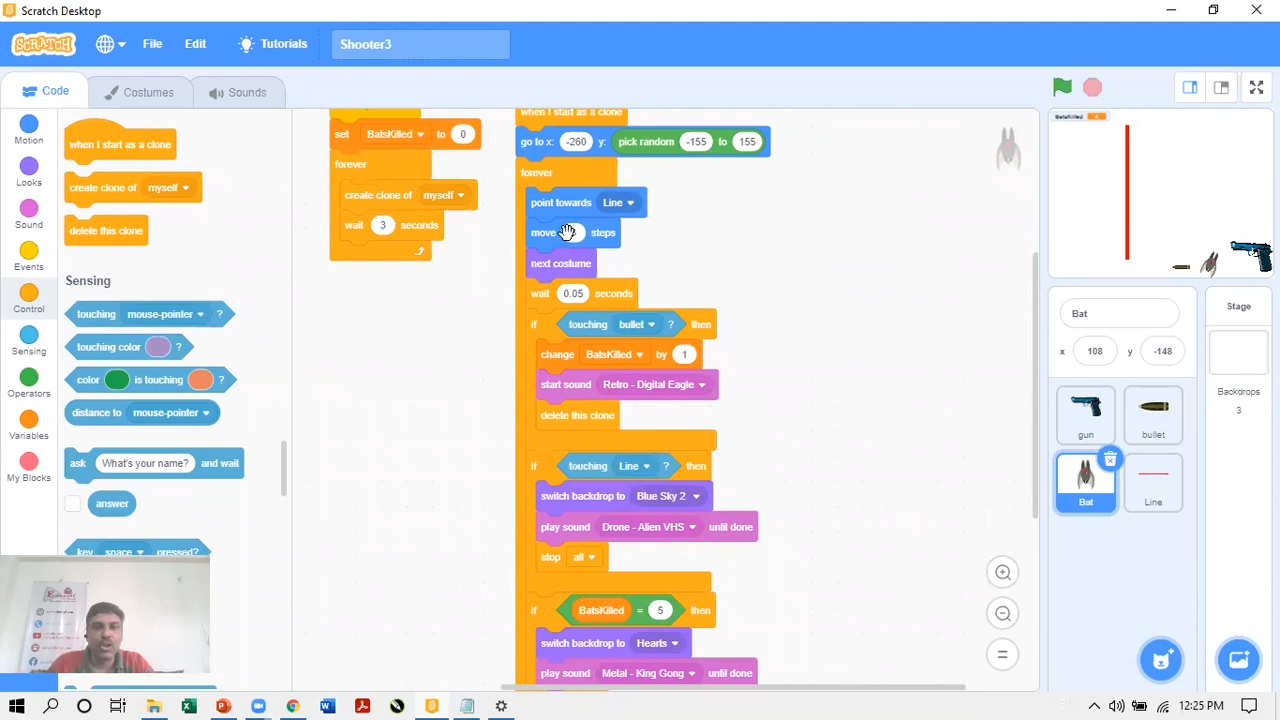 Scratch Desktop
SCRATCH
File
Edit
Tutorials
Shooter3
Code
Costumes
Sounds
Motion
Looks
Sound
Events
Control
Sensing
Operators
Variables
My Blocks
when I start as a clone
create clone of myself
delete this clone
Sensing
touching mouse-pointer ?
touching color ?
color is touching ?
distance to mouse-pointer
ask What's your name? and wait
answer
key space pressed?
set BatsKilled to 0
forever
create clone of myself
wait 3 seconds
when I start as a clone
go to x: -260 y: pick random -155 to 155
forever
point towards Line
move steps
next costume
wait 0.05 seconds
if touching bullet ? then
change BatsKilled by 1
start sound Retro - Digital Eagle
delete this clone
if touching Line ? then
switch backdrop to Blue Sky 2
play sound Drone - Alien VHS until done
stop all
if BatsKilled = 5 then
switch backdrop to Hearts
play sound Metal - King Gong until done
BatsKilled
Bat
x 108 y -148
gun
bullet
Bat
Line
Stage
Backdrops
3
12:25 PM